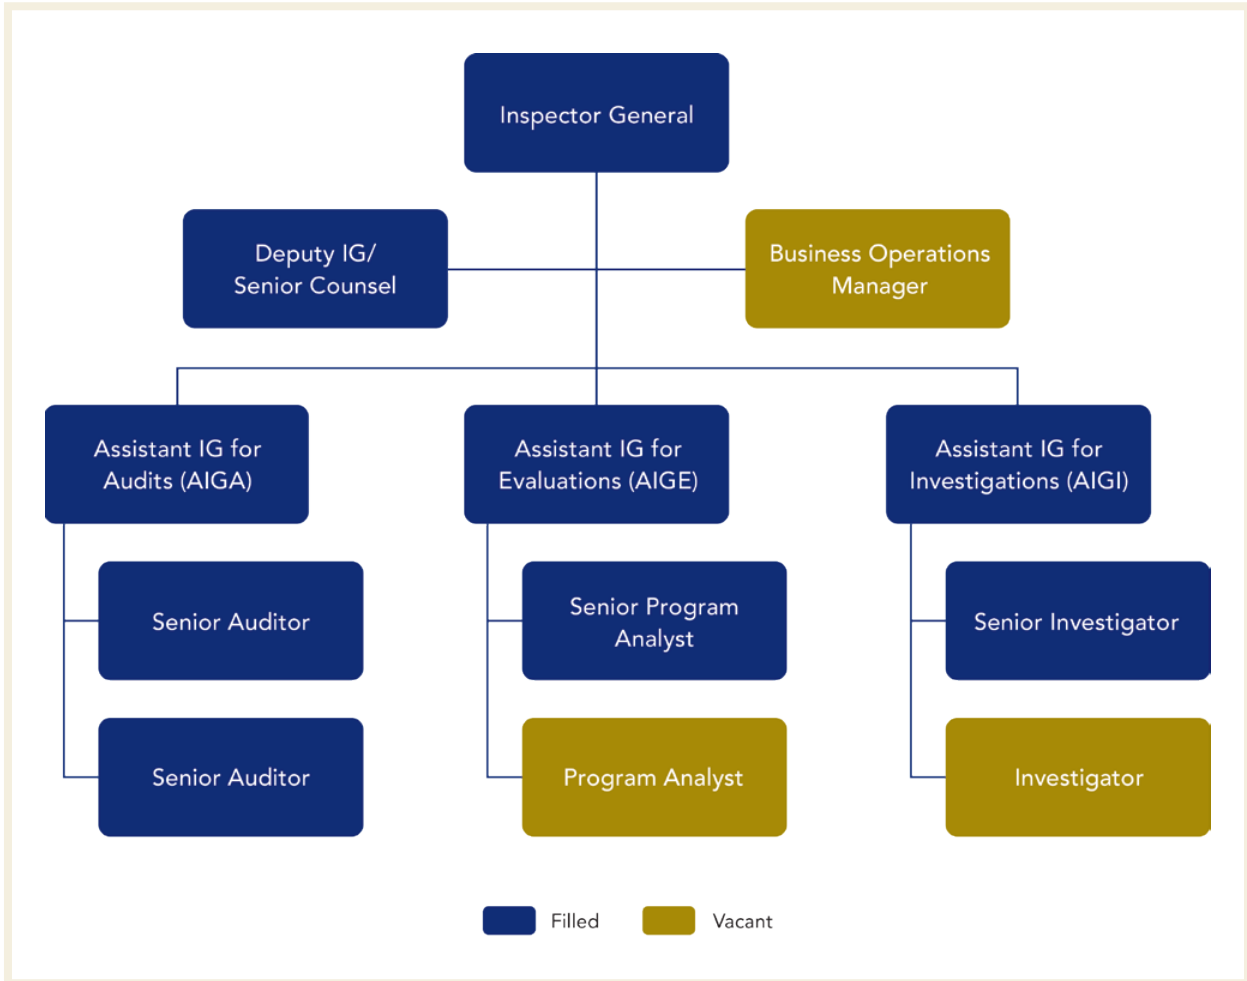 Inspector General
Deputy IG/
Senior Counsel
Business Operations
Manager
Assistant IG for
Audits (AIGA)
Assistant IG for
Evaluations (AIGE)
Assistant IG for
Investigations (AIGI)
Senior Auditor
Senior Program
Analyst
Senior Investigator
Senior Auditor
Program Analyst
Investigator
Filled
Vacant